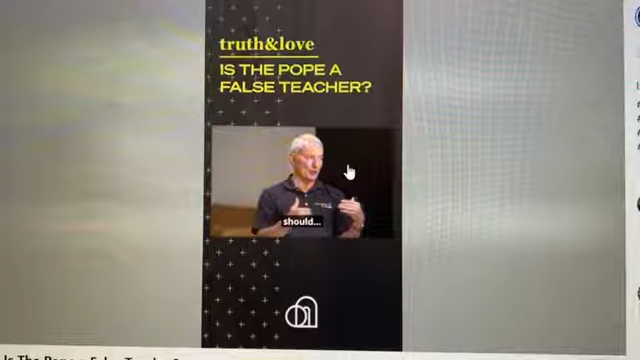 truth&love
IS THE POPE A
FALSE TEACHER?
should...